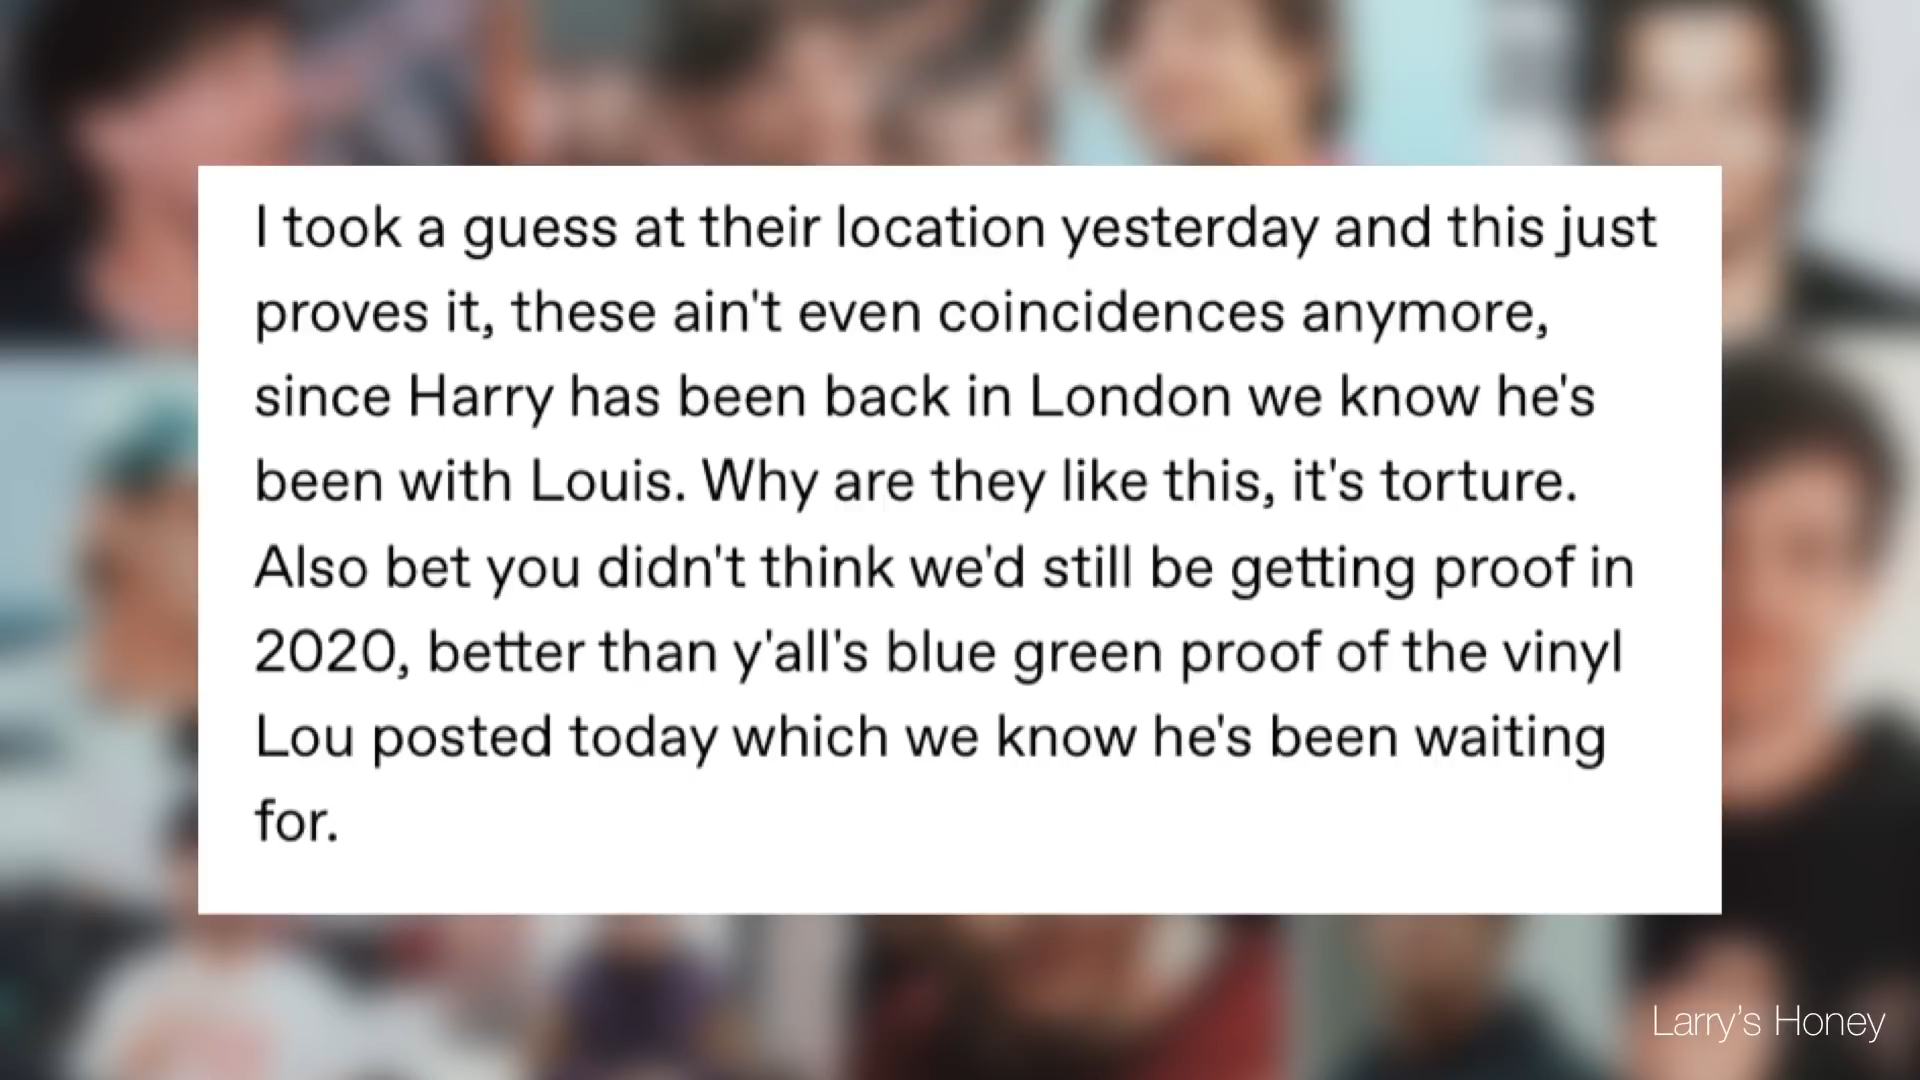 I took a guess at their location yesterday and this just
proves it, these ain't even coincidences anymore,
since Harry has been back in London we know he's
been with Louis. Why are they like this, it's torture.
Also bet you didn't think we'd still be getting proof in
2020, better than y'all's blue green proof of the vinyl
Lou posted today which we know he's been waiting
for.
Larry's Honey